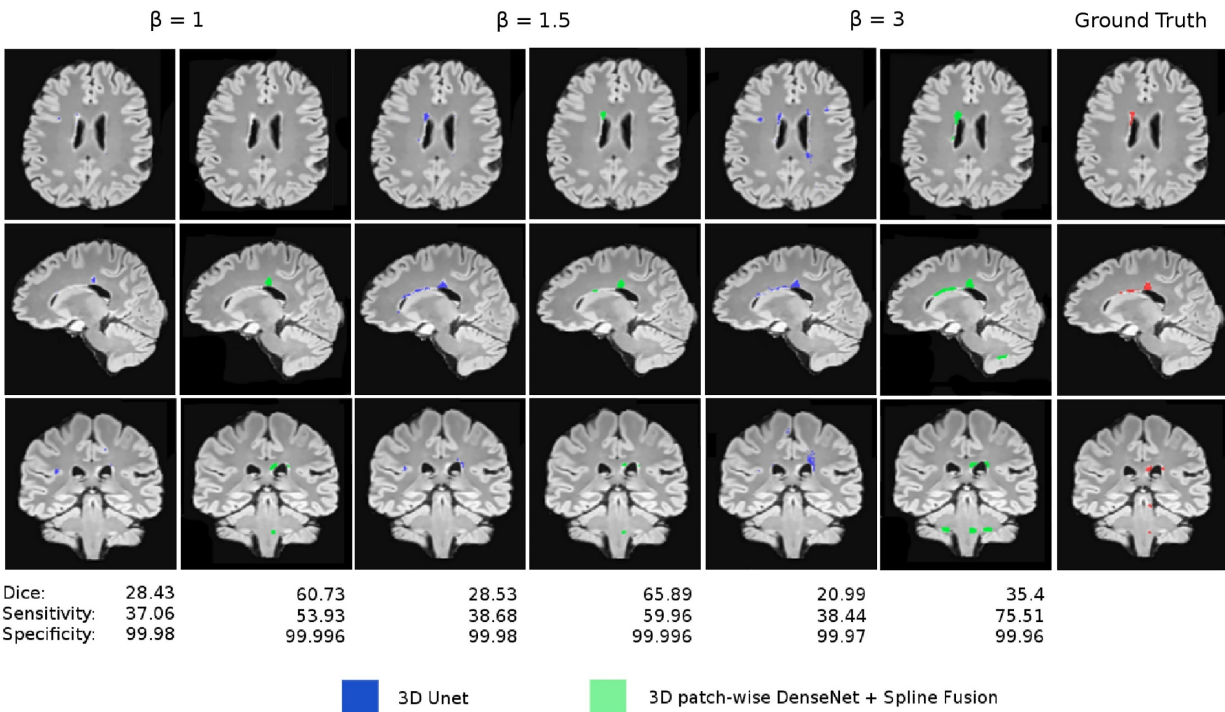 β = 1 β = 1.5 β = 3 Ground Truth
Dice: 28.43 60.73 28.53 65.89 20.99 35.4
Sensitivity: 37.06 53.93 38.68 59.96 38.44 75.51
Specificity: 99.98 99.996 99.98 99.996 99.97 99.96
3D Unet 3D patch-wise DenseNet + Spline Fusion